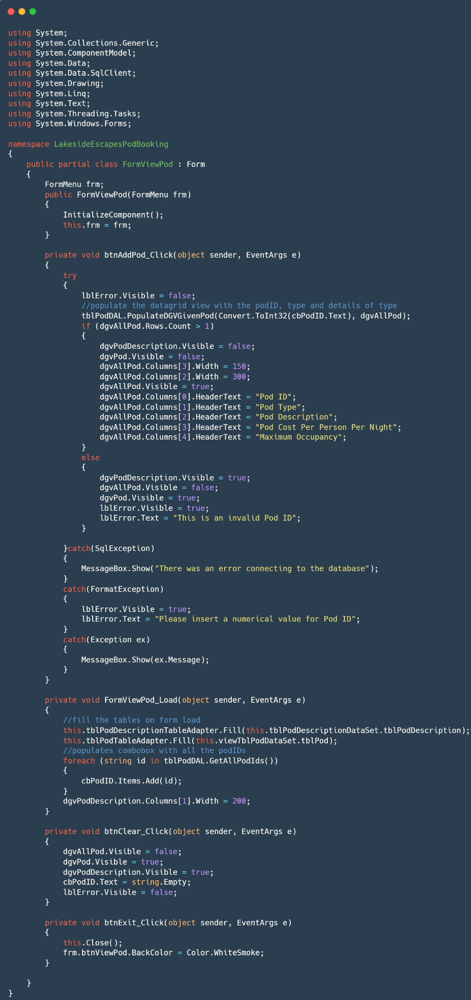 using System;
using System.Collections.Generic;
using System.ComponentModel;
using System.Data;
using System.Data.SqlClient;
using System.Drawing;
using System.Linq;
using System.Text;
using System.Threading.Tasks;
using System.Windows.Forms;

namespace LakesideEscapesPodBooking
{
    public partial class FormViewPod : Form
    {
        FormMenu frm;
        public FormViewPod(FormMenu frm)
        {
            InitializeComponent();
            this.frm = frm;
        }

        private void btnAddPod_Click(object sender, EventArgs e)
        {
            try
            {
                lblError.Visible = false;
                //populate the datagrid view with the podID, type and details of type
                tblPodDAL.PopulateDGVGivenPod(Convert.ToInt32(cbPodID.Text), dgvAllPod);
                if (dgvAllPod.Rows.Count > 1)
                {
                    dgvPodDescription.Visible = false;
                    dgvPod.Visible = false;
                    dgvAllPod.Columns[3].Width = 150;
                    dgvAllPod.Columns[2].Width = 300;
                    dgvAllPod.Visible = true;
                    dgvAllPod.Columns[0].HeaderText = "Pod ID";
                    dgvAllPod.Columns[1].HeaderText = "Pod Type";
                    dgvAllPod.Columns[2].HeaderText = "Pod Description";
                    dgvAllPod.Columns[3].HeaderText = "Pod Cost Per Person Per Night";
                    dgvAllPod.Columns[4].HeaderText = "Maximum Occupancy";
                }
                else
                {
                    dgvPodDescription.Visible = true;
                    dgvAllPod.Visible = false;
                    dgvPod.Visible = true;
                    lblError.Visible = true;
                    lblError.Text = "This is an invalid Pod ID";
                }

            }catch(SqlException)
            {
                MessageBox.Show("There was an error connecting to the database");
            }
            catch(FormatException)
            {
                lblError.Visible = true;
                lblError.Text = "Please insert a numerical value for Pod ID";
            }
            catch(Exception ex)
            {
                MessageBox.Show(ex.Message);
            }
        }

        private void FormViewPod_Load(object sender, EventArgs e)
        {
            //fill the tables on form load
            this.tblPodDescriptionTableAdapter.Fill(this.tblPodDescriptionDataSet.tblPodDescription);
            this.tblPodTableAdapter.Fill(this.viewTblPodDataSet.tblPod);
            //populates combobox with all the podIDs
            foreach (string id in tblPodDAL.GetAllPodIds())
            {
                cbPodID.Items.Add(id);
            }
            dgvPodDescription.Columns[1].Width = 200;
        }

        private void btnClear_Click(object sender, EventArgs e)
        {
            dgvAllPod.Visible = false;
            dgvPod.Visible = true;
            dgvPodDescription.Visible = true;
            cbPodID.Text = string.Empty;
            lblError.Visible = false;
        }

        private void btnExit_Click(object sender, EventArgs e)
        {
            this.Close();
            frm.btnViewPod.BackColor = Color.WhiteSmoke;
        }

    }
}